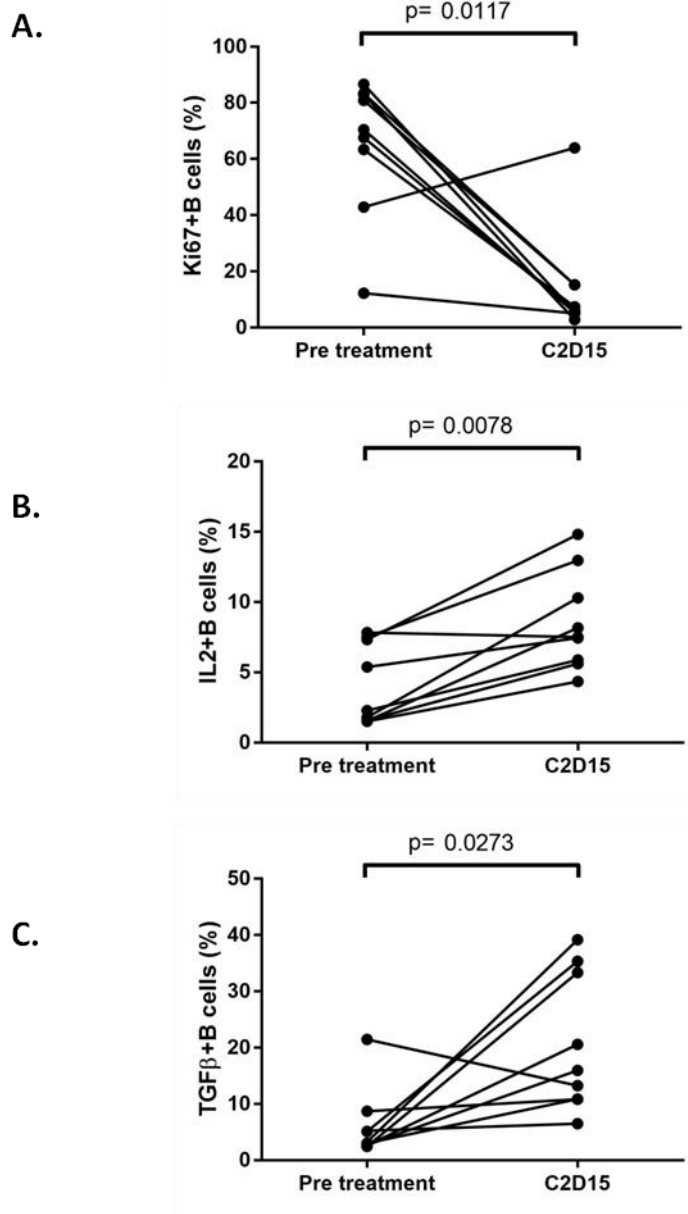 A.
p= 0.0117
Ki67+B cells (%)
100
80
60
40
20
0
Pre treatment C2D15
B.
p= 0.0078
IL2+B cells (%)
20
15
10
5
0
Pre treatment C2D15
C.
p= 0.0273
TGFβ+B cells (%)
50
40
30
20
10
0
Pre treatment C2D15